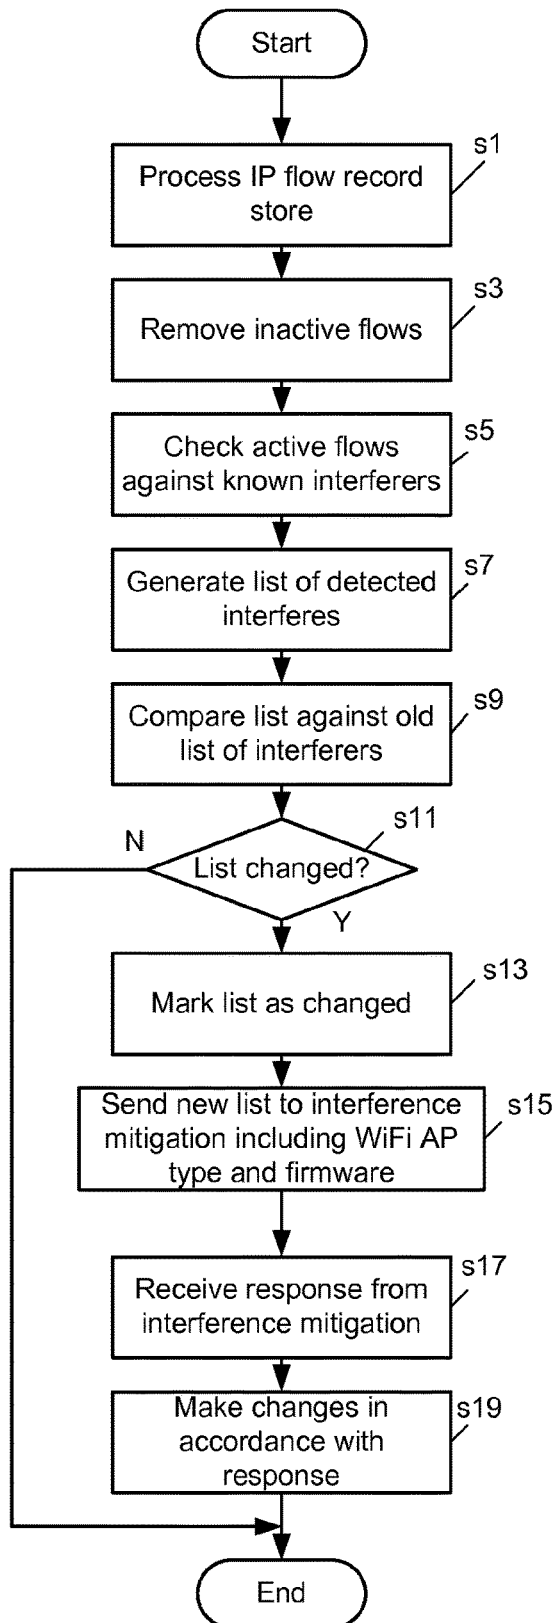 Start
s1
Process IP flow record
store
s3
Remove inactive flows
s5
Check active flows
against known interferers
s7
Generate list of detected
interferes
s9
Compare list against old
list of interferers
s11
N
List changed?
Y
s13
Mark list as changed
s15
Send new list to interference
mitigation including WiFi AP
type and firmware
s17
Receive response from
interference mitigation
s19
Make changes in
accordance with
response
End